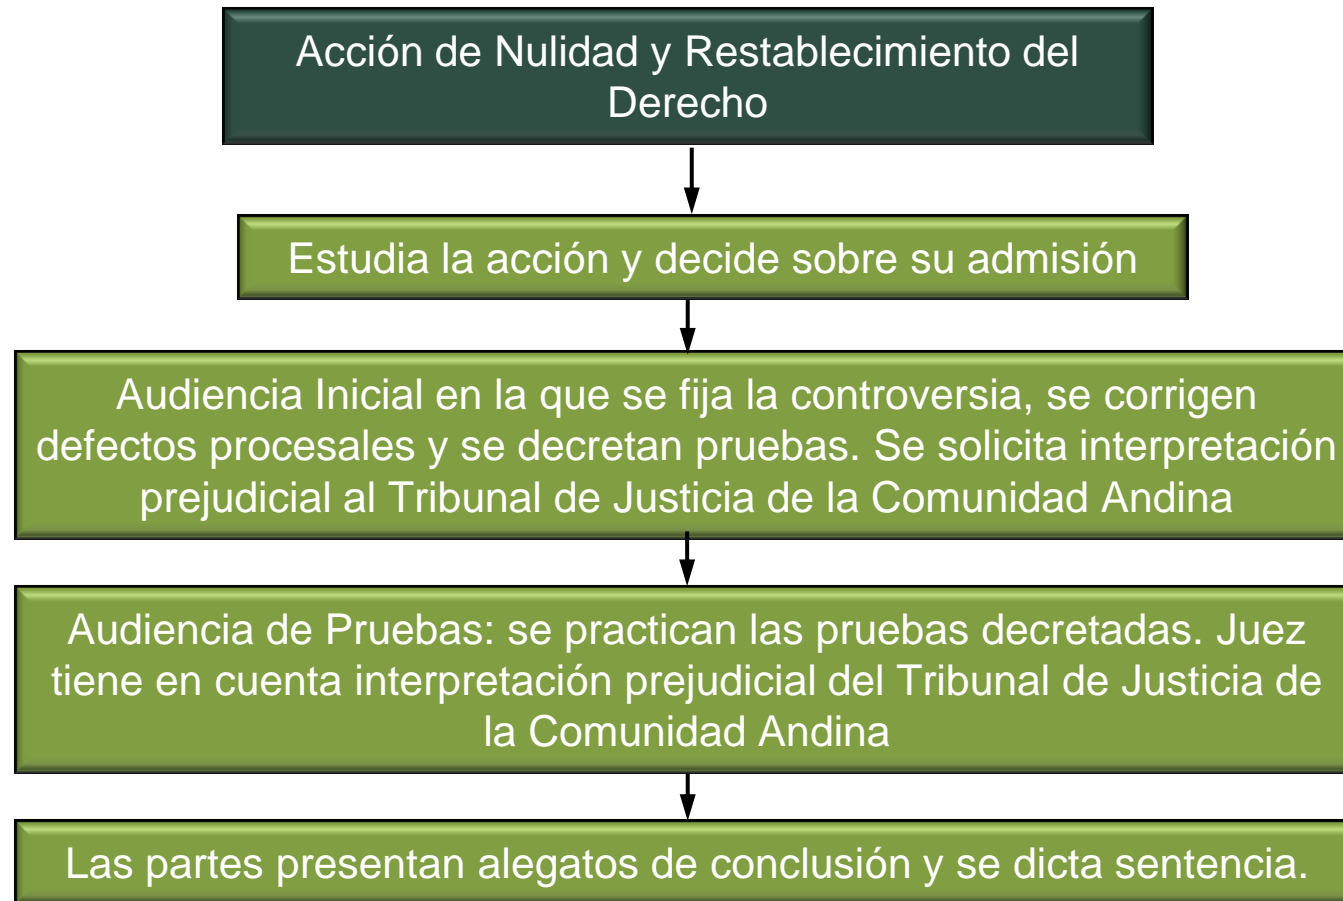 Acción de Nulidad y Restablecimiento del
Derecho
Estudia la acción y decide sobre su admisión
Audiencia Inicial en la que se fija la controversia, se corrigen
defectos procesales y se decretan pruebas. Se solicita interpretación
prejudicial al Tribunal de Justicia de la Comunidad Andina
Audiencia de Pruebas: se practican las pruebas decretadas. Juez
tiene en cuenta interpretación prejudicial del Tribunal de Justicia de
la Comunidad Andina
Las partes presentan alegatos de conclusión y se dicta sentencia.